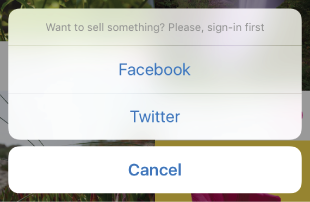 Want to sell something? Please, sign-in first
Facebook
Twitter
Cancel